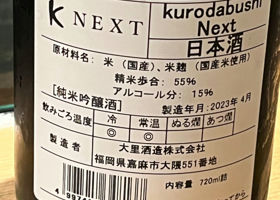 K NEXT
kurodabushi
Next
日本酒
原材料名：米（国産）、米麹（国産米使用）
精米歩合：55%
[純米吟醸酒]
アルコール分：15%
製造年月：2023年 4月
飲みごろ温度
冷 常温 ぬる燗 あつ燗
◎ ○
製造者
大里酒造株式会社
福岡県嘉麻市大隈551番地
内容量 720ml詰